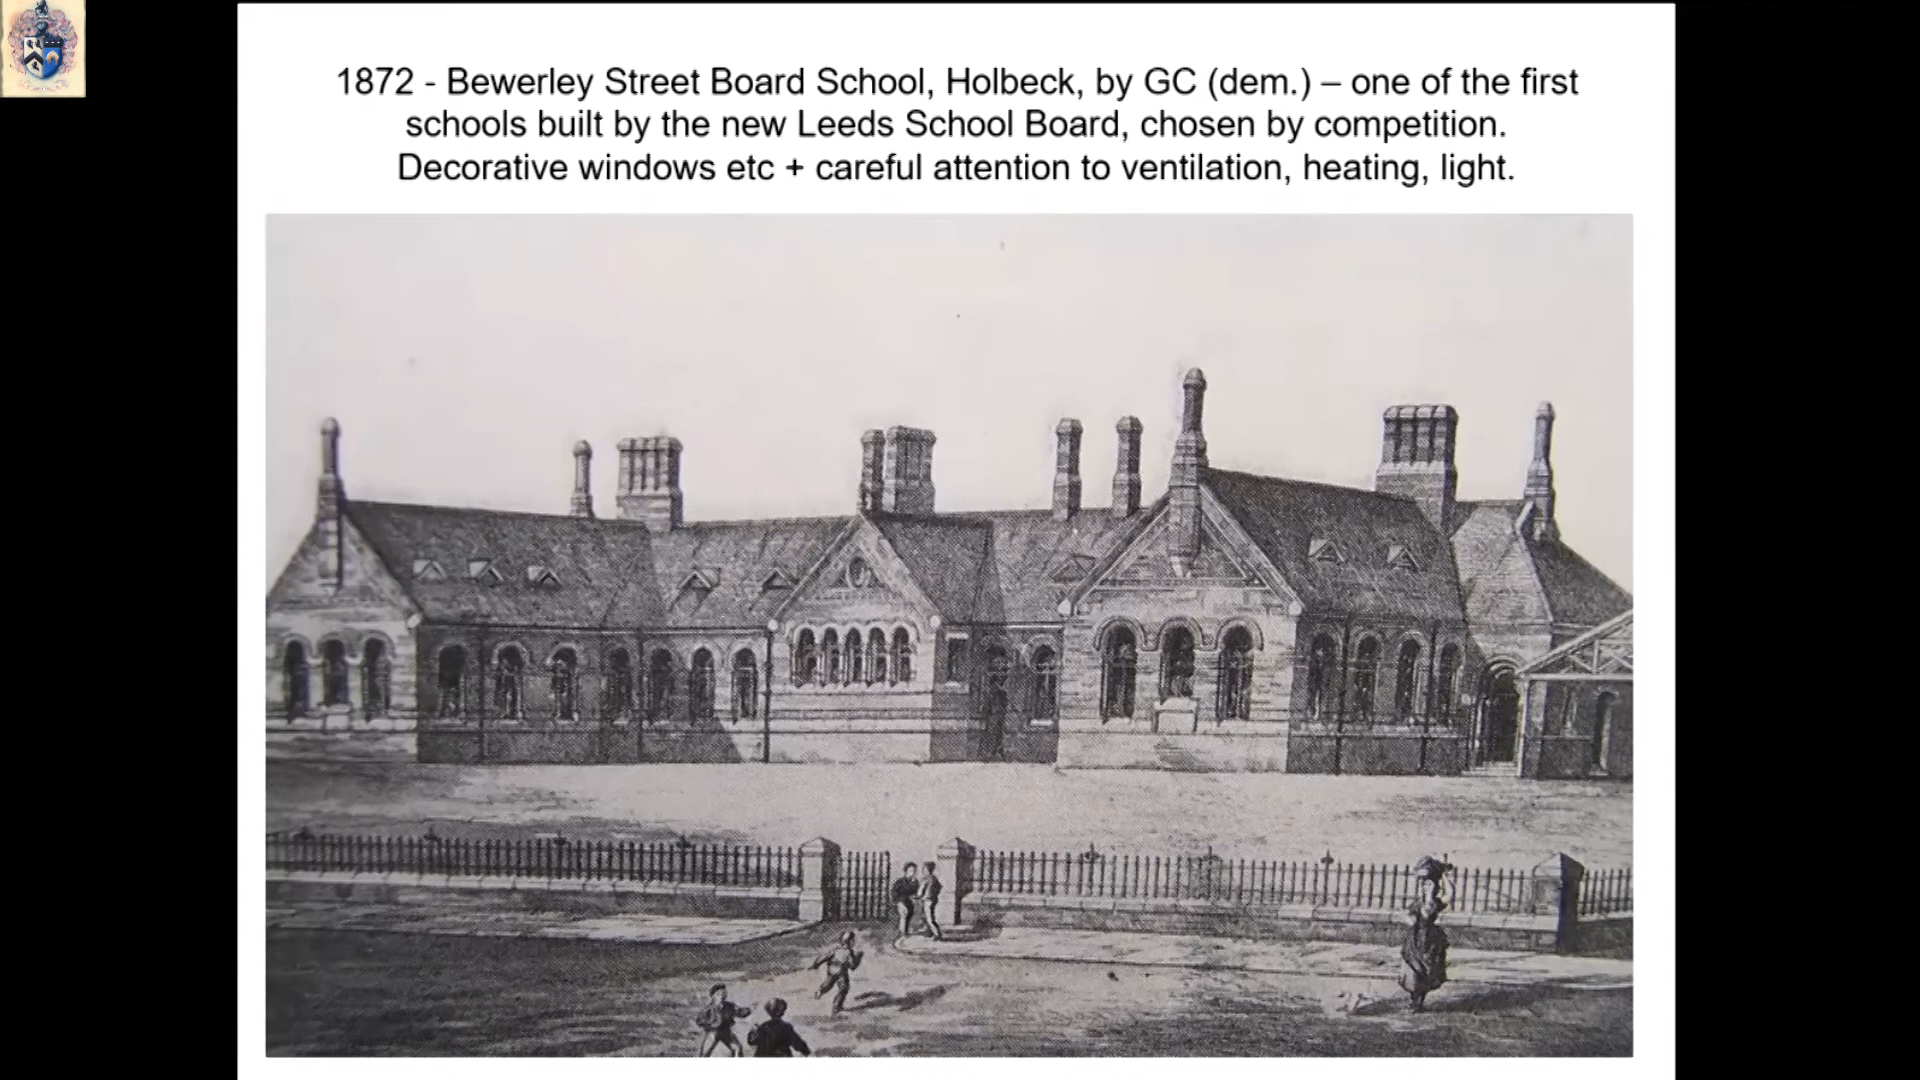 1872 - Bewerley Street Board School, Holbeck, by GC (dem.) – one of the first
schools built by the new Leeds School Board, chosen by competition.
Decorative windows etc + careful attention to ventilation, heating, light.